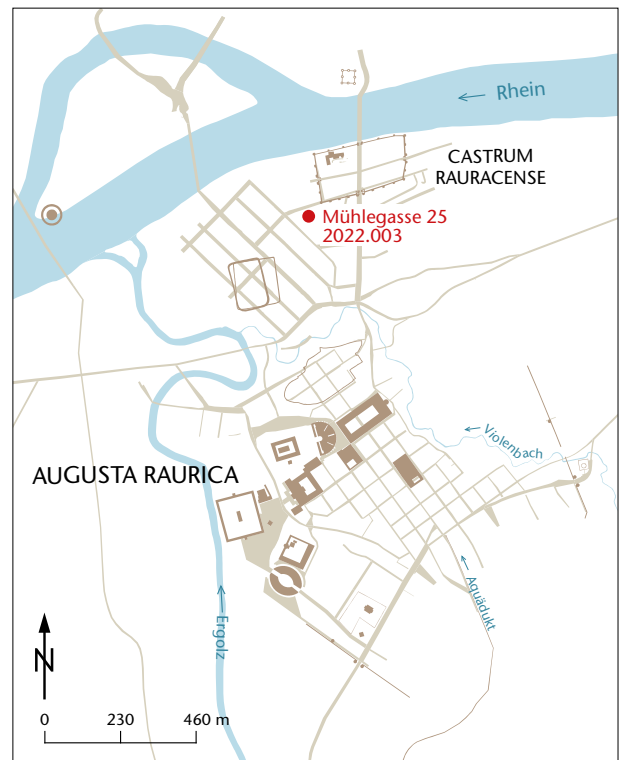 Rhein
CASTRUM
RAURACENSE
Mühlegasse 25
2022.003
Violenbach
AUGUSTA RAURICA
Aquädukt
Ergolz
N
0 230 460 m